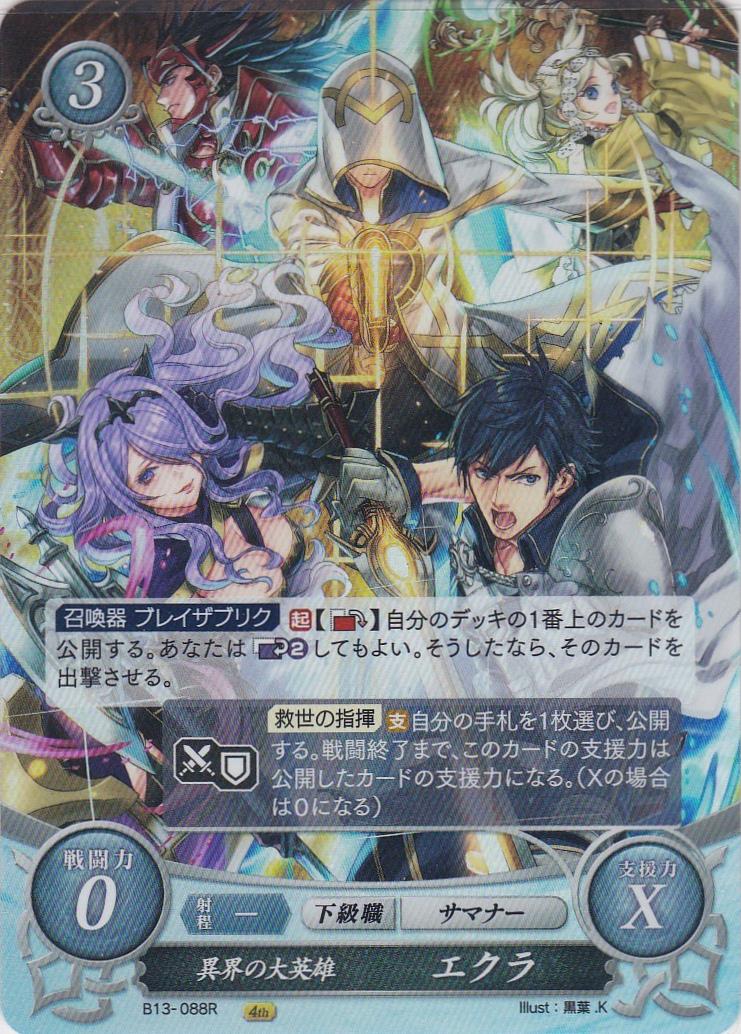 3
召喚器 ブレイザブリク 起【】自分のデッキの1番上のカードを
公開する。あなたは2してもよい。そうしたなら、そのカードを
出撃させる。
救世の指揮 支自分の手札を1枚選び、公開
する。戦闘終了まで、このカードの支援力は
公開したカードの支援力になる。(Xの場合
は0になる)
戦闘力
0
射程 —
下級職
サマナー
支援力
X
異界の大英雄 エクラ
B13-088R 4th
Illust：黒葉.K